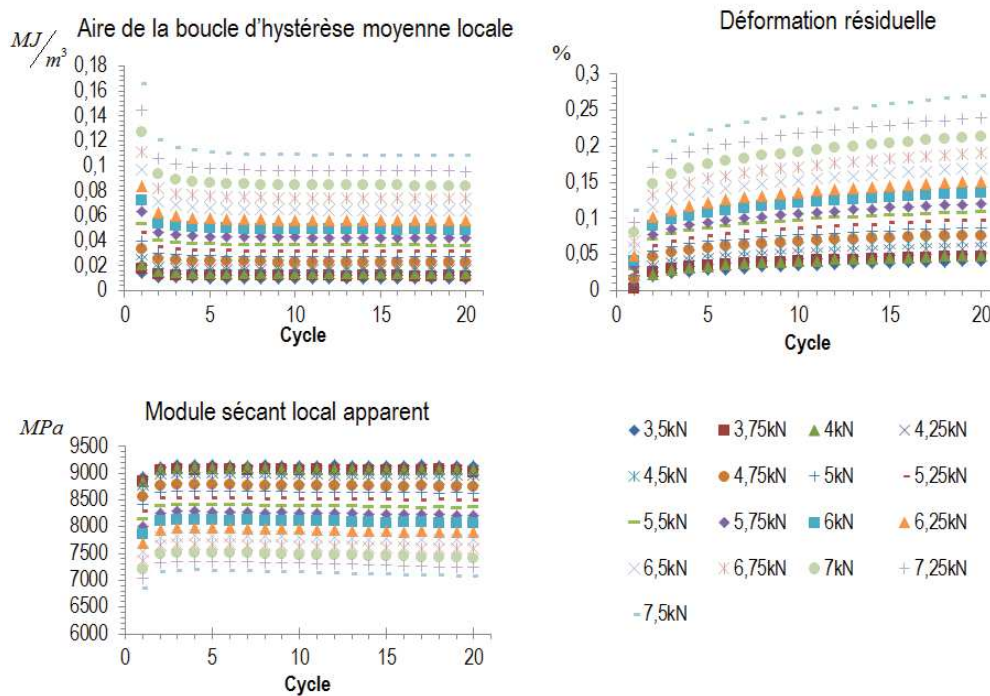 Aire de la boucle d'hystérèse moyenne locale
MJ/m³
0,18
0,16
0,14
0,12
0,1
0,08
0,06
0,04
0,02
0
0 5 10 15 20
Cycle
Déformation résiduelle
%
0,3
0,25
0,2
0,15
0,1
0,05
0
0 5 10 15 20
Cycle
Module sécant local apparent
MPa
9500
9000
8500
8000
7500
7000
6500
6000
0 5 10 15 20
Cycle
3,5kN 3,75kN 4kN 4,25kN
4,5kN 4,75kN 5kN 5,25kN
5,5kN 5,75kN 6kN 6,25kN
6,5kN 6,75kN 7kN 7,25kN
7,5kN